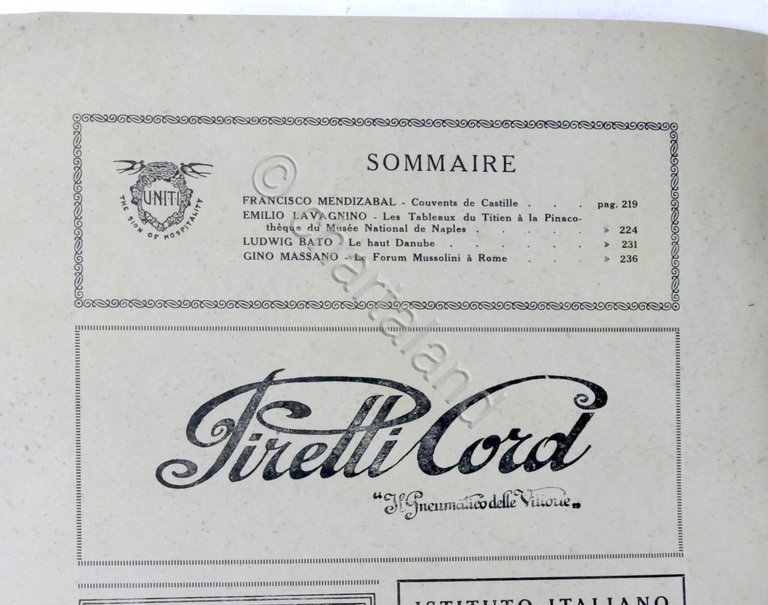 SOMMAIRE
UNITI
THE SIGN OF HOSPITALITY
FRANCISCO MENDIZABAL - Couvents de Castille . . . pag. 219
EMILIO LAVAGNINO - Les Tableaux du Titien à la Pinaco-
thèque du Musée National de Naples . . . . » 224
LUDWIG BATO - Le haut Danube . . . . . » 231
GINO MASSANO - Le Forum Mussolini à Rome . . . . » 236
© chartaland
Pirelli Cord
"Il Pneumatico delle Vittorie"
ISTITUTO ITALIANO